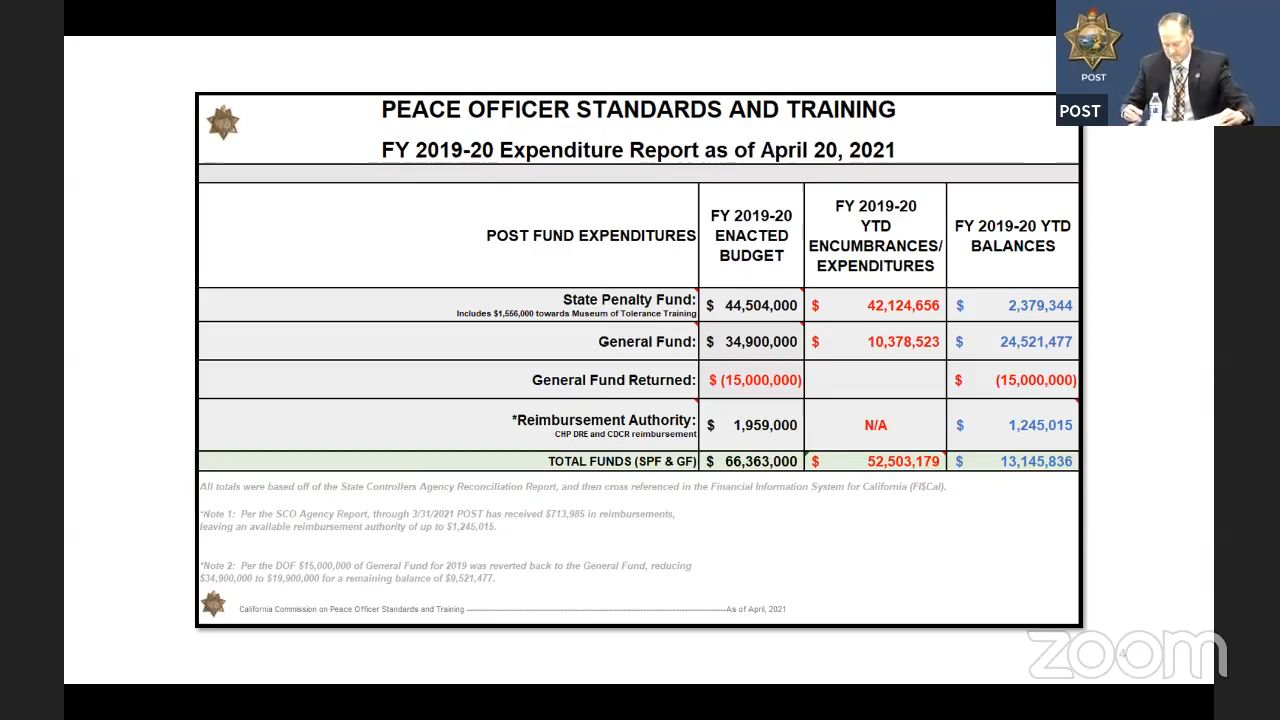 PEACE OFFICER STANDARDS AND TRAINING
FY 2019-20 Expenditure Report as of April 20, 2021
POST
POST
POST FUND EXPENDITURES
FY 2019-20
ENACTED
BUDGET
FY 2019-20
YTD
ENCUMBRANCES/
EXPENDITURES
FY 2019-20 YTD
BALANCES
State Penalty Fund: $ 44,504,000 $ 42,124,656 $ 2,379,344
Includes $1,556,000 towards Museum of Tolerance Training
General Fund: $ 34,900,000 $ 10,378,523 $ 24,521,477
General Fund Returned: $ (15,000,000) $ (15,000,000)
*Reimbursement Authority: $ 1,959,000 N/A $ 1,245,015
CHP DRE and CDCR reimbursement
TOTAL FUNDS (SPF & GF) $ 66,363,000 $ 52,503,179 $ 13,145,836
All totals were based off of the State Controllers Agency Reconciliation Report, and then cross referenced in the Financial Information System for California (FI$Cal).
*Note 1: Per the SCO Agency Report, through 3/31/2021 POST has received $713,985 in reimbursements,
leaving an available reimbursement authority of up to $1,245,015.
*Note 2: Per the DOF $15,000,000 of General Fund for 2019 was reverted back to the General Fund, reducing
$34,900,000 to $19,900,000 for a remaining balance of $9,521,477.
California Commission on Peace Officer Standards and Training ---As of April, 2021
zoom